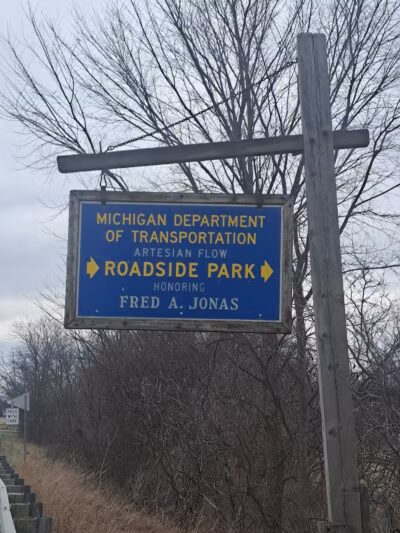 MICHIGAN DEPARTMENT
OF TRANSPORTATION
ARTESIAN FLOW
ROADSIDE PARK
HONORING
FRED A. JONAS